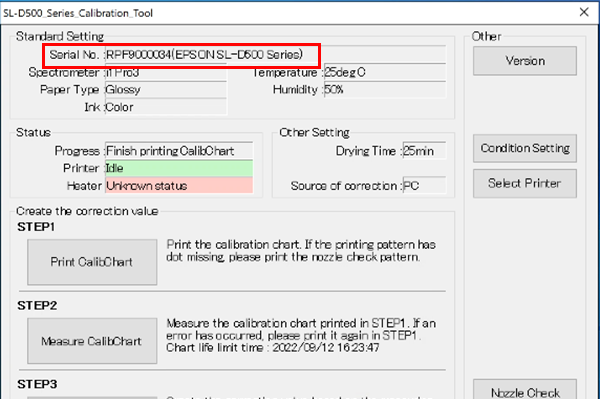 SL-D500_Series_Calibration_Tool
Standard Setting
Serial No. :RPF9000034(EPSON SL-D500 Series)
Spectrometer :i1 Pro3
Temperature :25deg C
Paper Type :Glossy
Humidity :50%
Ink :Color
Status
Progress :Finish printing CalibChart
Printer :Idle
Heater :Unknown status
Other Setting
Drying Time :25min
Source of correction :PC
Other
Version
Condition Setting
Select Printer
Create the correction value
STEP1
Print CalibChart
Print the calibration chart. If the printing pattern has
dot missing, please print the nozzle check pattern.
STEP2
Measure CalibChart
Measure the calibration chart printed in STEP1. If an
error has occurred, please print it again in STEP1.
Chart life limit time : 2022/09/12 16:23:47
STEP3
Nozzle Check